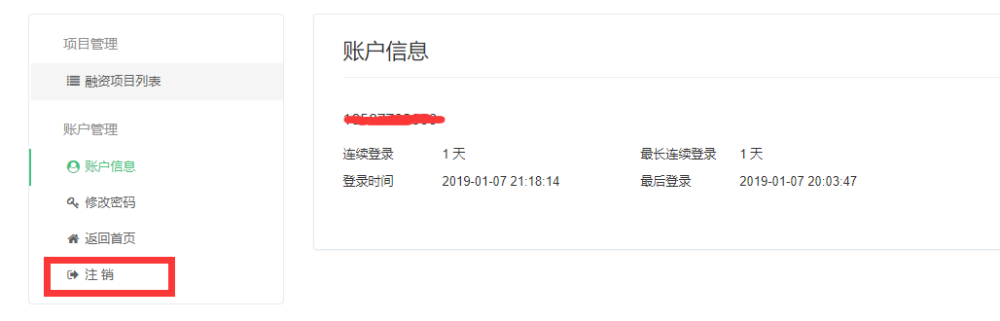 项目管理
融资项目列表
账户管理
账户信息
修改密码
返回首页
注 销
账户信息
连续登录 1 天 最长连续登录 1 天
登录时间 2019-01-07 21:18:14 最后登录 2019-01-07 20:03:47